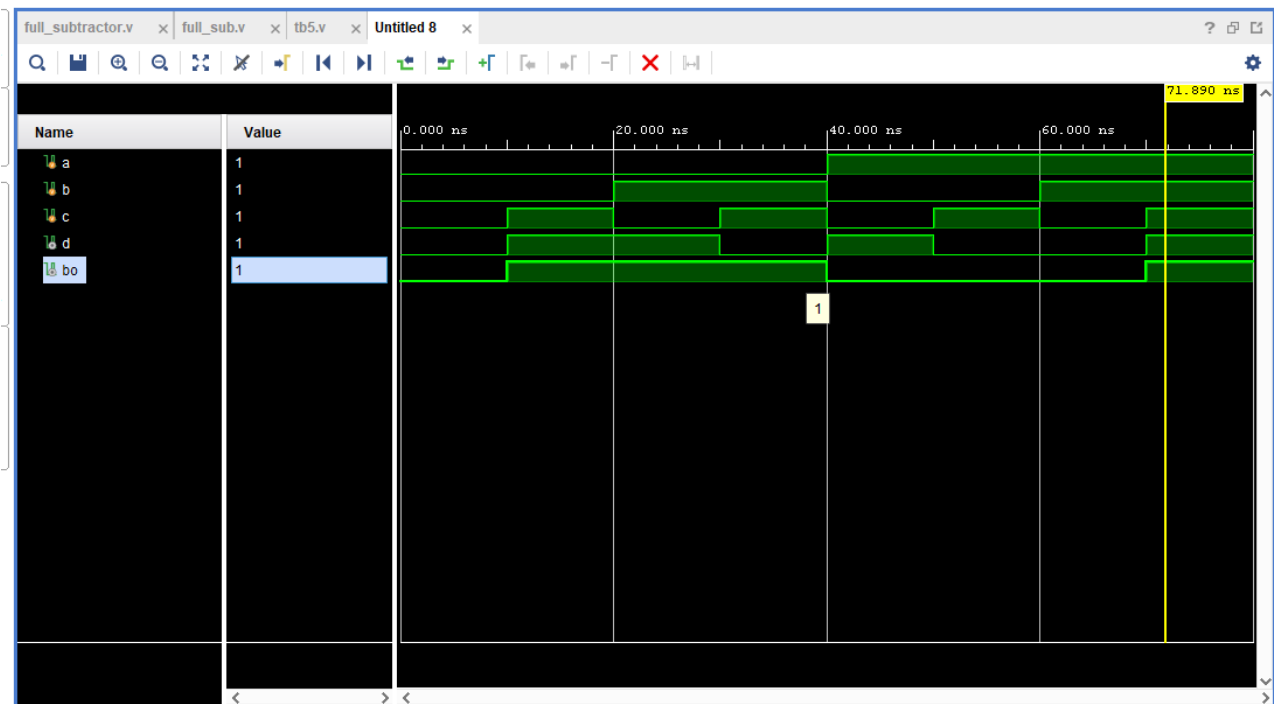 full_subtractor.v × full_sub.v × tb5.v × Untitled 8 × ?
71.890 ns
Name Value 0.000 ns 20.000 ns 40.000 ns 60.000 ns
a 1
b 1
c 1
d 1
bo 1
1